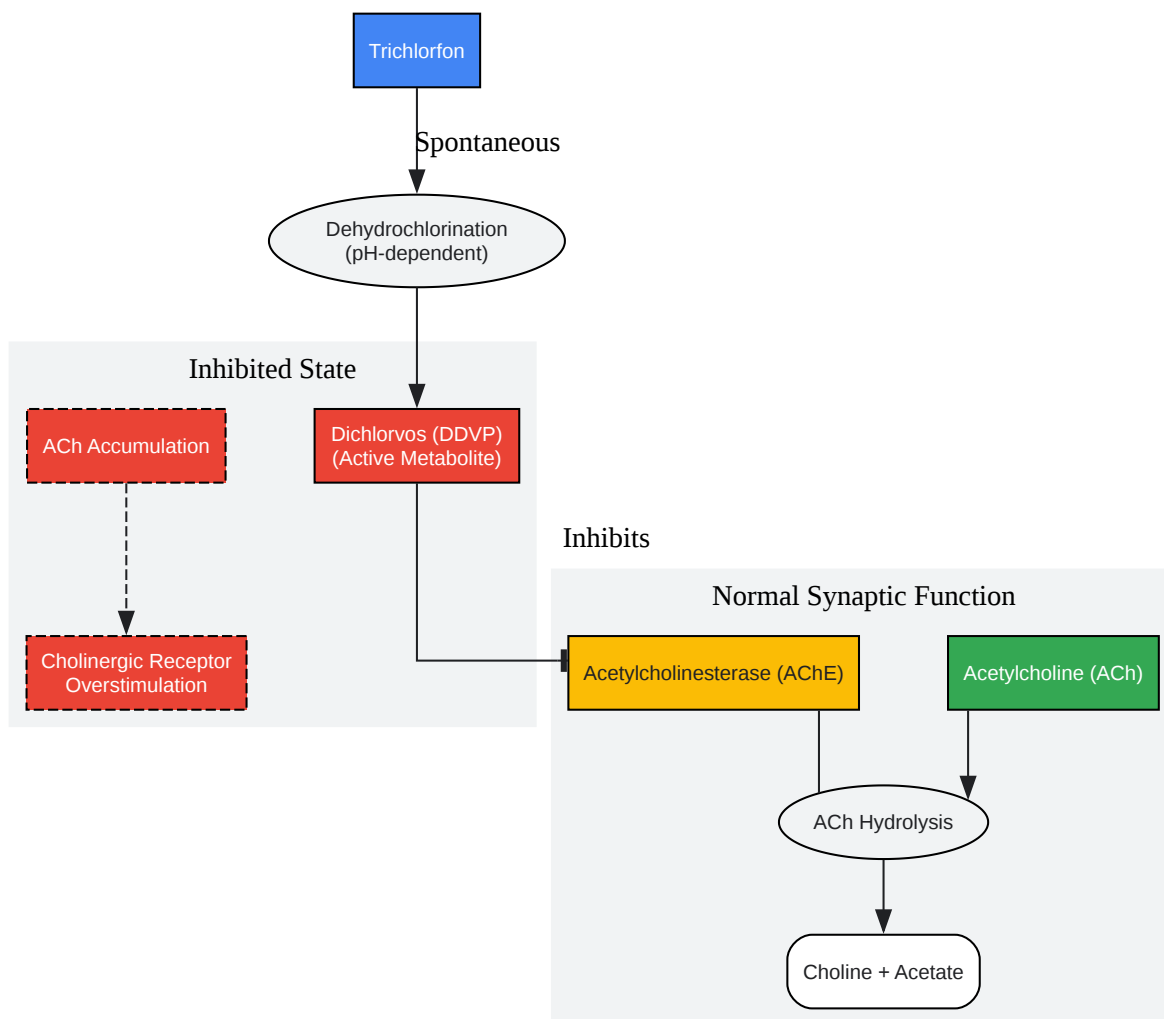 Trichlorfon
Spontaneous
Dehydrochlorination
(pH-dependent)
Inhibited State
ACh Accumulation
Dichlorvos (DDVP)
(Active Metabolite)
Inhibits
Normal Synaptic Function
Cholinergic Receptor
Overstimulation
Acetylcholinesterase (AChE)
Acetylcholine (ACh)
ACh Hydrolysis
Choline + Acetate